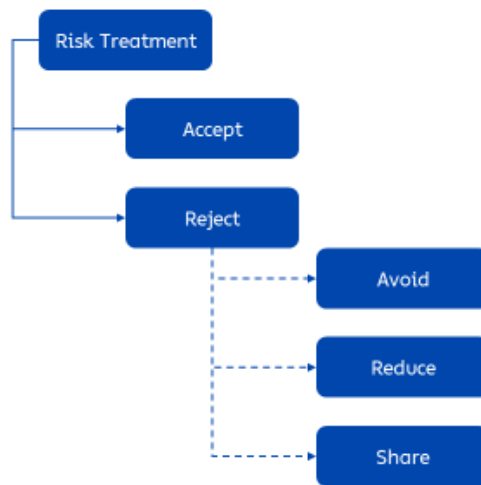 Risk Treatment
Accept
Reject
Avoid
Reduce
Share